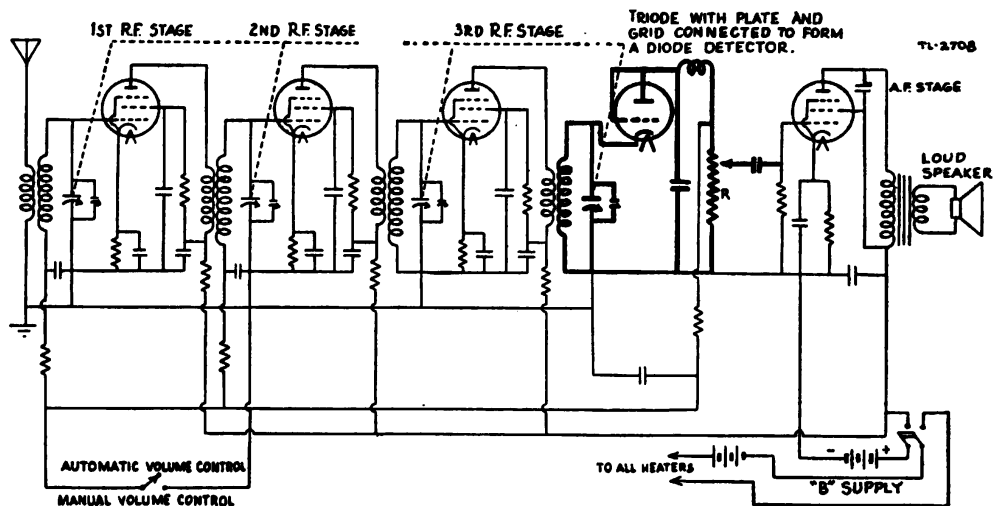 1ST R.F. STAGE
2ND R.F. STAGE
3RD R.F. STAGE
TRIODE WITH PLATE AND
GRID CONNECTED TO FORM
A DIODE DETECTOR.
TL-2708
A.F. STAGE
LOUD
SPEAKER
R
AUTOMATIC VOLUME CONTROL
MANUAL VOLUME CONTROL
TO ALL HEATERS
- +
"B" SUPPLY